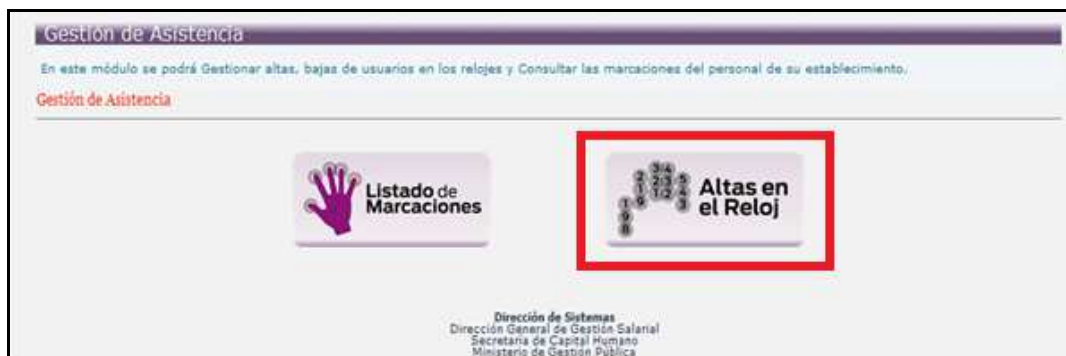 Gestión de Asistencia
En este módulo se podrá Gestionar altas, bajas de usuarios en los relojes y Consultar las marcaciones del personal de su establecimiento.
Gestión de Asistencia
Listado de
Marcaciones
Altas en
el Reloj
Dirección de Sistemas
Dirección General de Gestión Salarial
Secretaría de Capital Humano
Ministerio de Gestión Pública